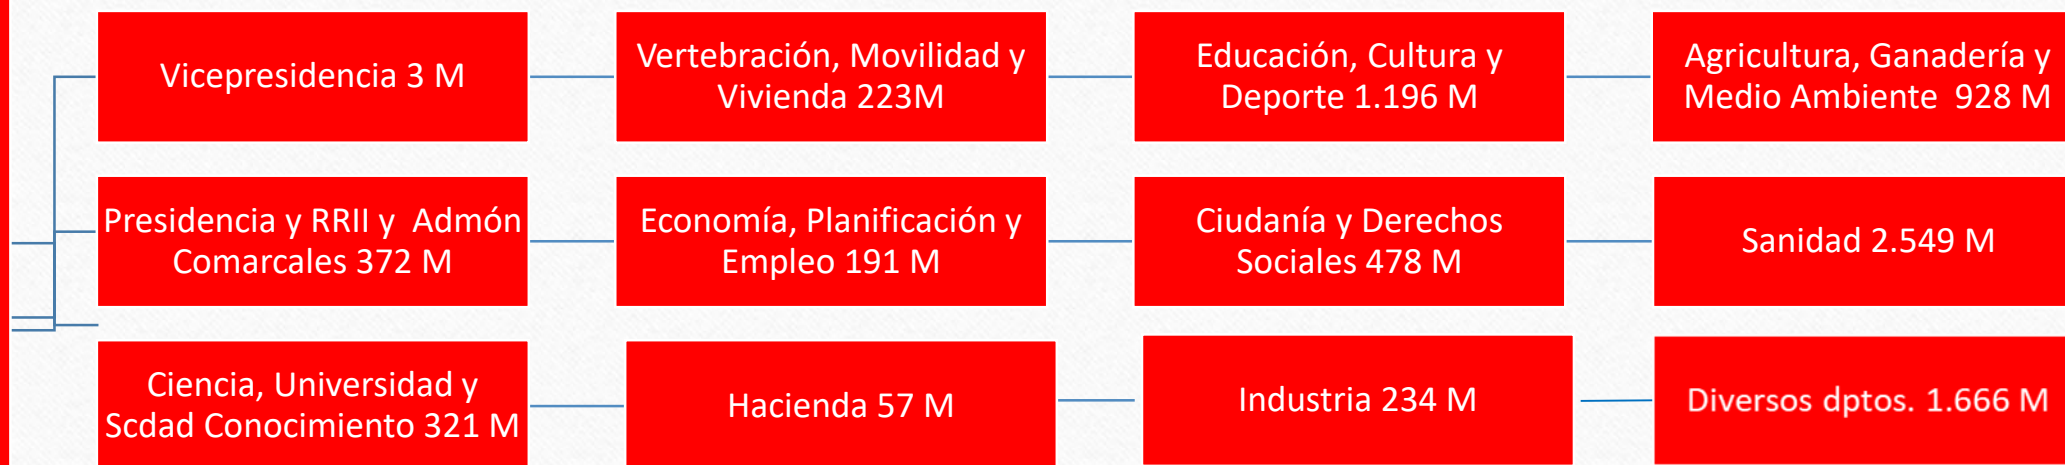 Vicepresidencia 3 M
Vertebración, Movilidad y
Vivienda 223M
Educación, Cultura y
Deporte 1.196 M
Agricultura, Ganadería y
Medio Ambiente 928 M
Presidencia y RRII y Admón
Comarcales 372 M
Economía, Planificación y
Empleo 191 M
Ciudanía y Derechos
Sociales 478 M
Sanidad 2.549 M
Ciencia, Universidad y
Scdad Conocimiento 321 M
Hacienda 57 M
Industria 234 M
Diversos dptos. 1.666 M